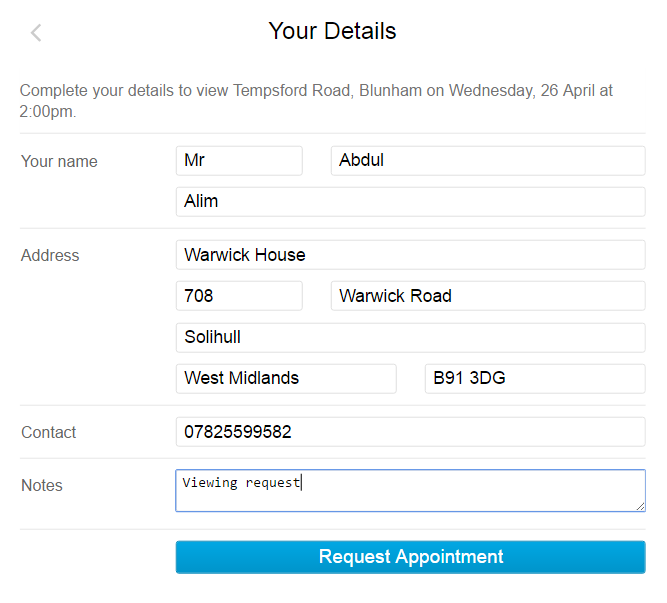 Your Details
Complete your details to view Tempsford Road, Blunham on Wednesday, 26 April at
2:00pm.
Your name Mr Abdul
Alim
Address Warwick House
708 Warwick Road
Solihull
West Midlands B91 3DG
Contact 07825599582
Notes Viewing request
Request Appointment